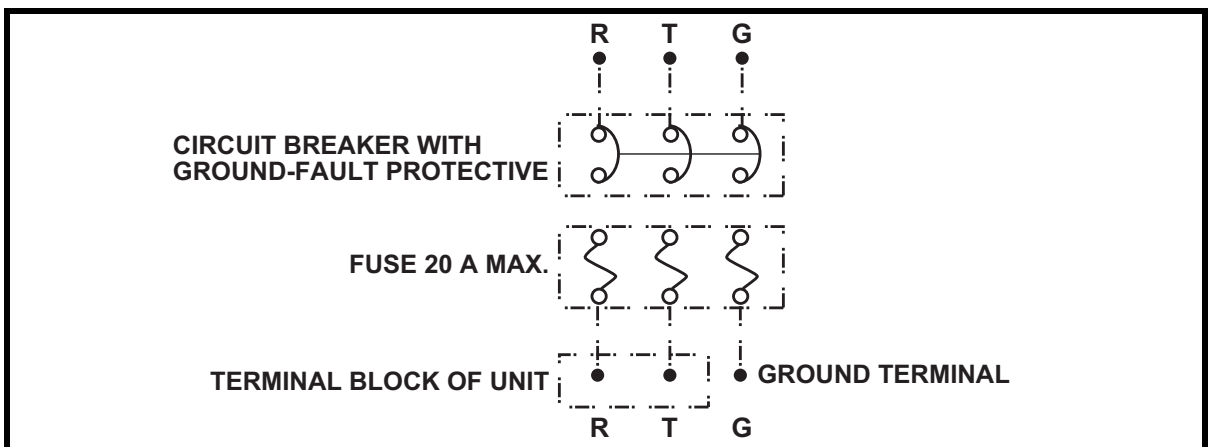 R T G
CIRCUIT BREAKER WITH
GROUND-FAULT PROTECTIVE
FUSE 20 A MAX.
TERMINAL BLOCK OF UNIT
GROUND TERMINAL
R T G